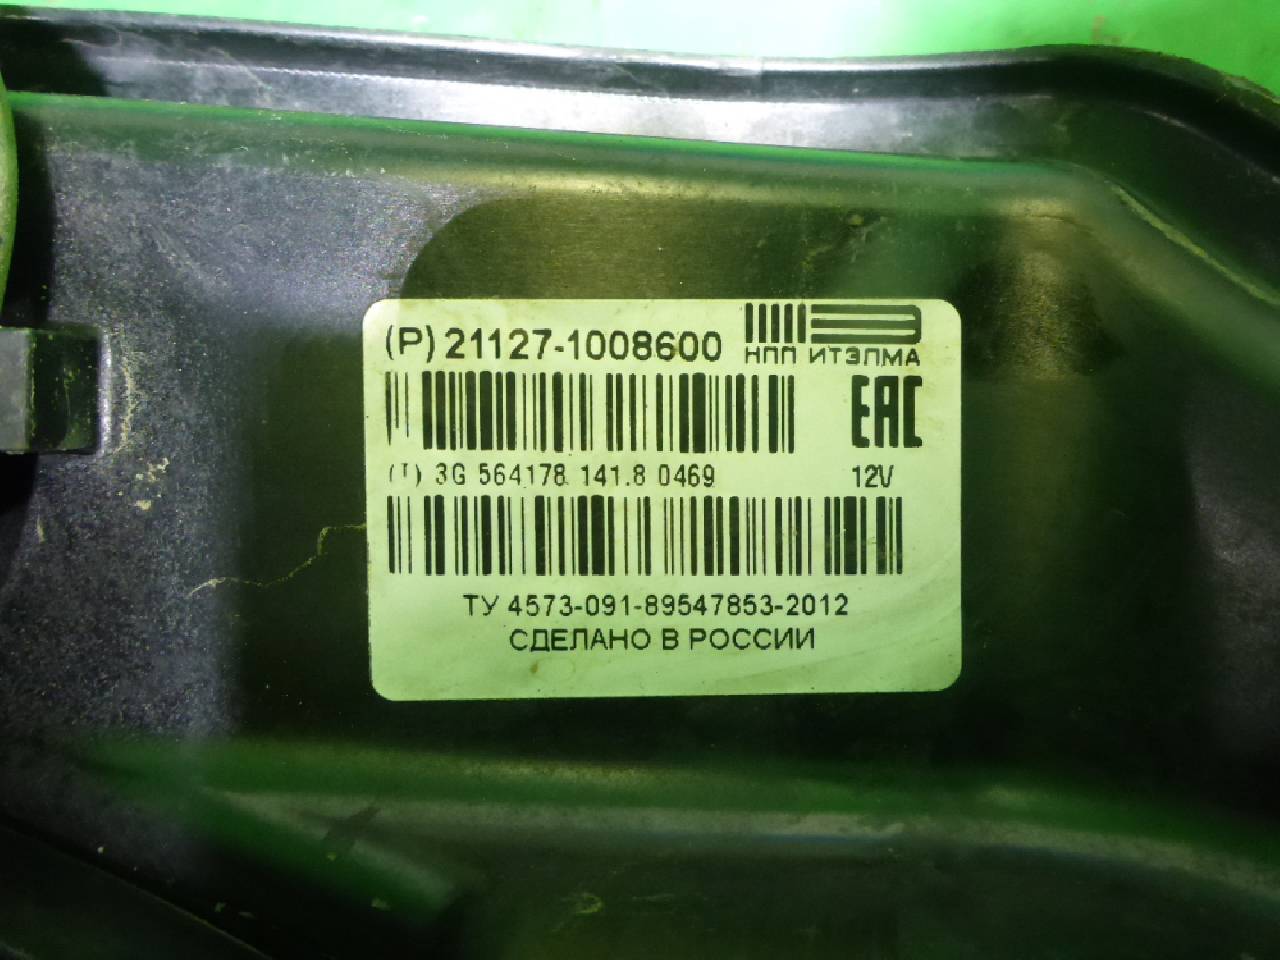 (P) 21127-1008600
НПП ИТЭЛМА
EAC
(T) 3G 564178 141.8 0469
12V
ТУ 4573-091-89547853-2012
СДЕЛАНО В РОССИИ